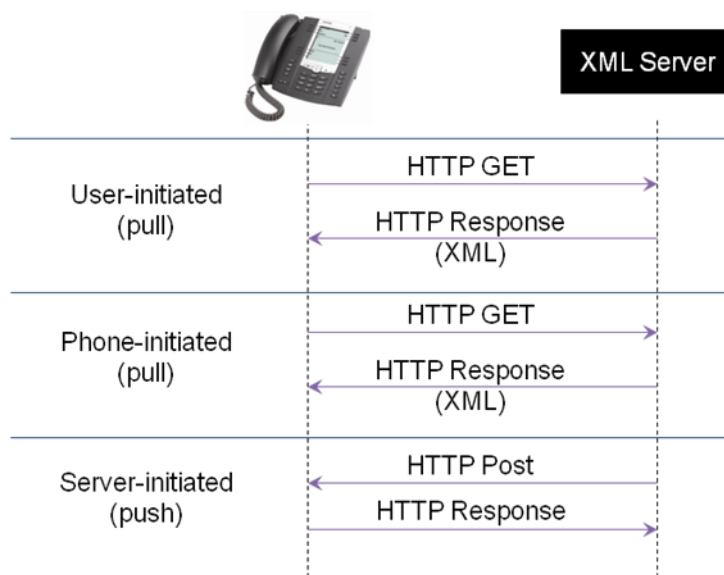 XML Server
User-initiated
(pull)
HTTP GET
HTTP Response
(XML)
Phone-initiated
(pull)
HTTP GET
HTTP Response
(XML)
Server-initiated
(push)
HTTP Post
HTTP Response